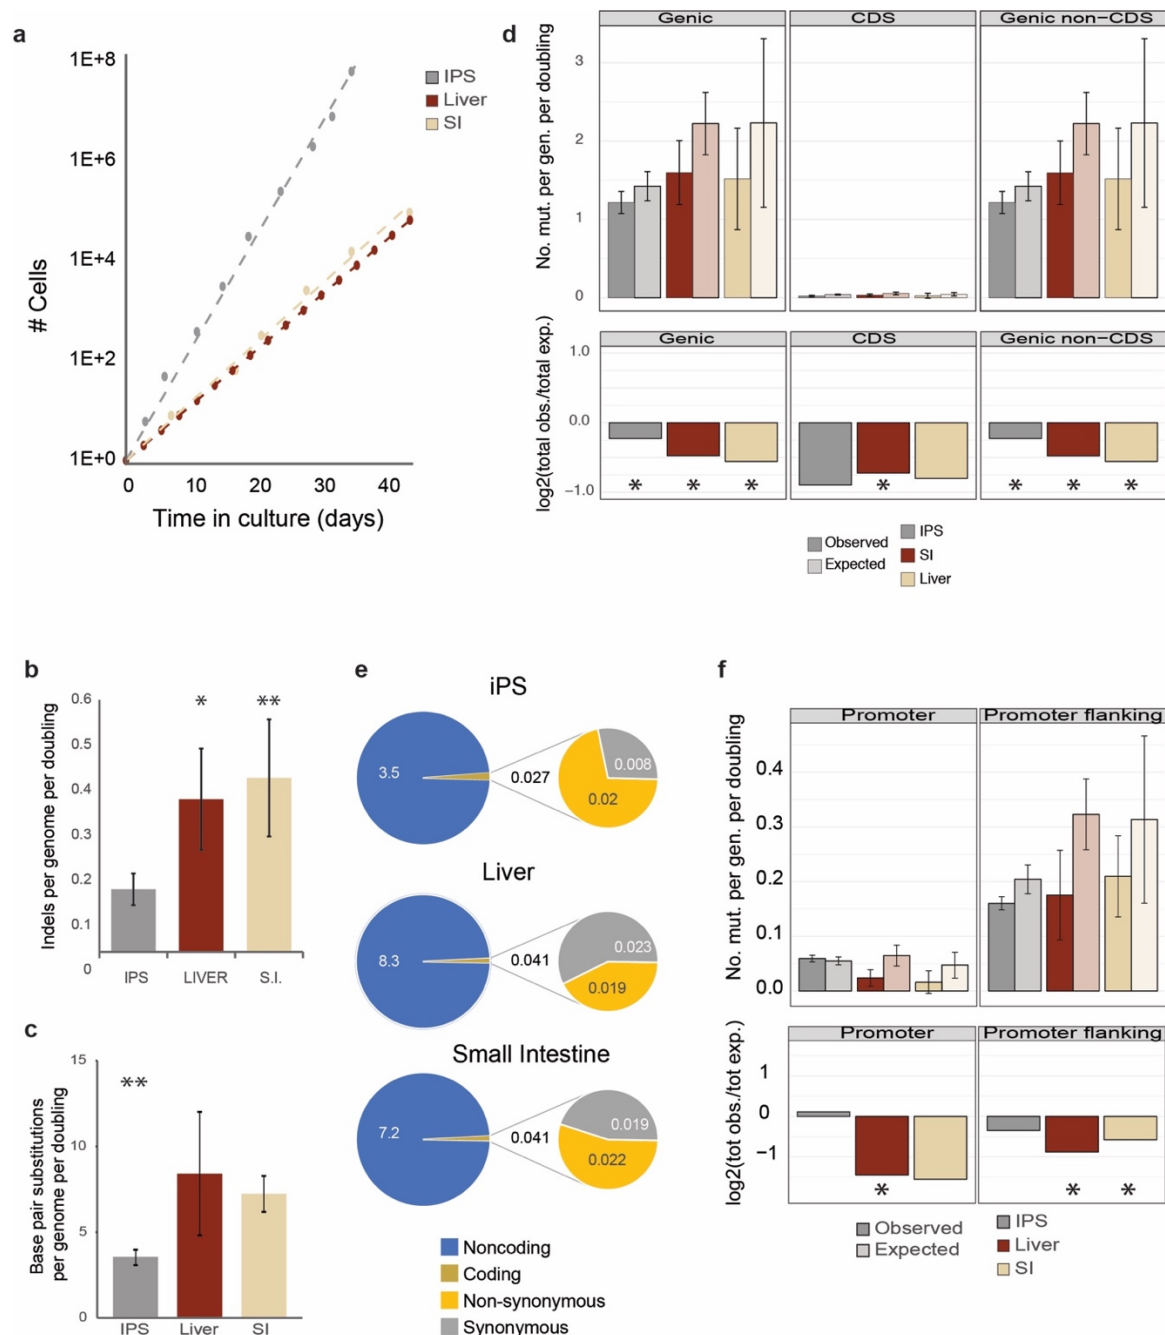 a
1E+8
1E+6
1E+4
1E+2
1E+0
# Cells
0 10 20 30 40
Time in culture (days)
IPS
Liver
SI
d
Genic CDS Genic non-CDS
No. mut. per gen. per doubling
3
2
1
0
Genic CDS Genic non-CDS
log2(total obs./total exp.)
1.0
0.0
-1.0
* * * * * * *
Observed
Expected
IPS
SI
Liver
b
Indels per genome per doubling
0.6
0.5
0.4
0.3
0.2
0.1
0
* **
IPS LIVER S.I.
c
Base pair substitutions
per genome per doubling
15
10
5
0
**
IPS Liver SI
e
iPS
3.5
0.027
0.008
0.02
Liver
8.3
0.041
0.023
0.019
Small Intestine
7.2
0.041
0.019
0.022
Noncoding
Coding
Non-synonymous
Synonymous
f
Promoter Promoter flanking
No. mut. per gen. per doubling
0.4
0.3
0.2
0.1
0.0
Promoter Promoter flanking
log2(tot obs./tot exp.)
1
0
-1
* * *
Observed
Expected
IPS
Liver
SI